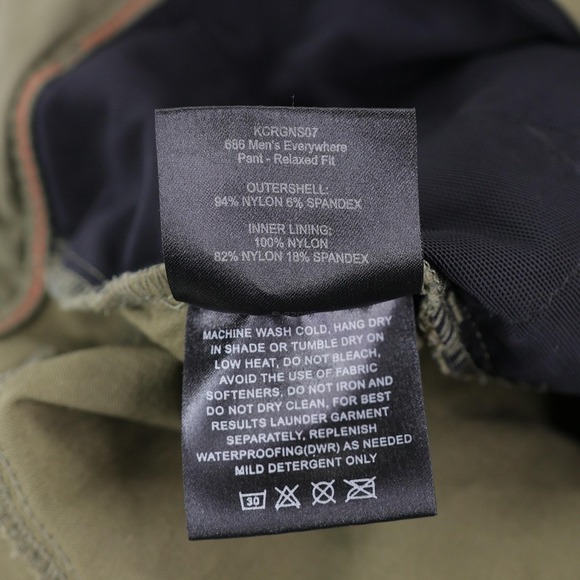 KCRGNS07
686 Men's Everywhere
Pant - Relaxed Fit
OUTERSHELL:
94% NYLON 6% SPANDEX
INNER LINING:
100% NYLON
82% NYLON 18% SPANDEX
MACHINE WASH COLD, HANG DRY
IN SHADE OR TUMBLE DRY ON
LOW HEAT, DO NOT BLEACH,
AVOID THE USE OF FABRIC
SOFTENERS, DO NOT IRON AND
DO NOT DRY CLEAN, FOR BEST
RESULTS LAUNDER GARMENT
SEPARATELY, REPLENISH
WATERPROOFING(DWR) AS NEEDED
MILD DETERGENT ONLY
30